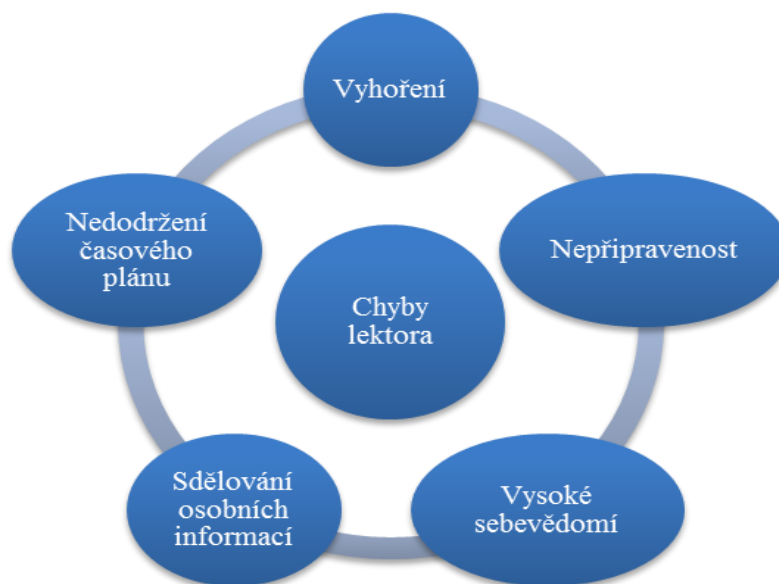 Vyhoření
Nepřipravenost
Vysoké
sebevědomí
Sdělování
osobních
informací
Nedodržení
časového
plánu
Chyby
lektora